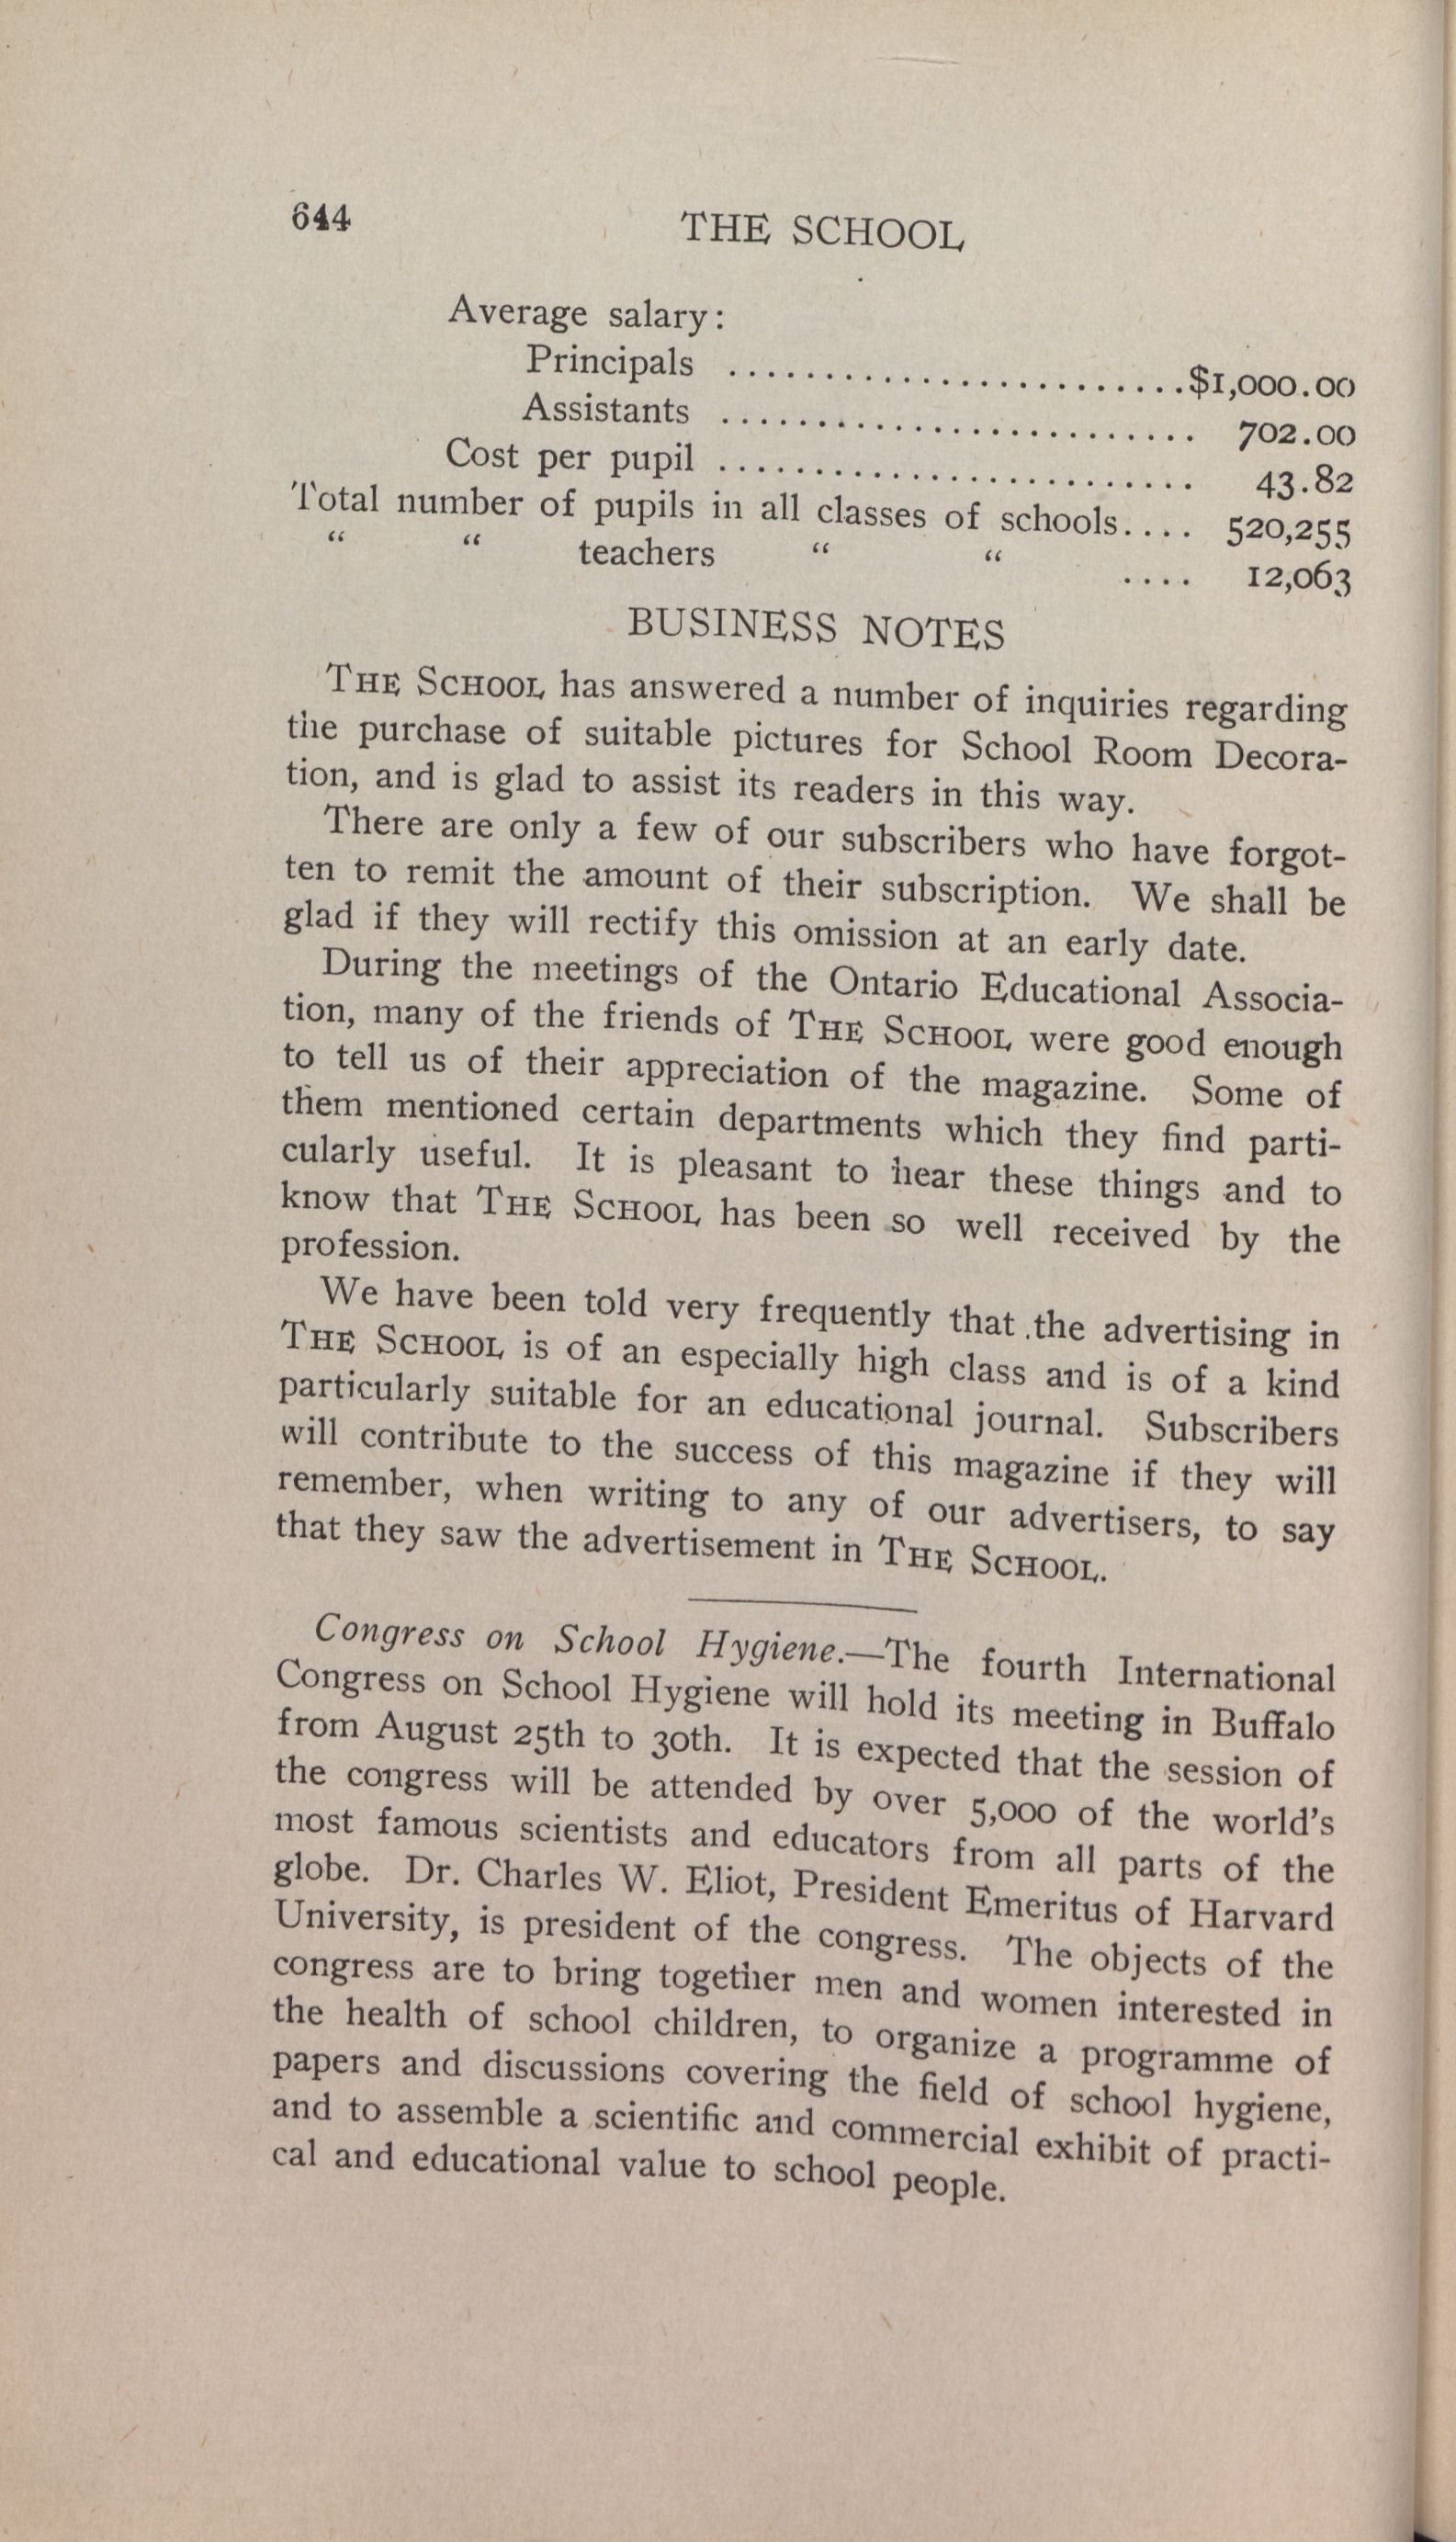 644 THE SCHOOL
Average salary:
Principals ........................$1,000.00
Assistants ......................... 702.00
Cost per pupil ......................... 43.82
Total number of pupils in all classes of schools.... 520,255
“ “ teachers “ “ .... 12,063
BUSINESS NOTES
THE SCHOOL has answered a number of inquiries regarding
the purchase of suitable pictures for School Room Decora-
tion, and is glad to assist its readers in this way.
There are only a few of our subscribers who have forgot-
ten to remit the amount of their subscription. We shall be
glad if they will rectify this omission at an early date.
During the meetings of the Ontario Educational Associa-
tion, many of the friends of THE SCHOOL were good enough
to tell us of their appreciation of the magazine. Some of
them mentioned certain departments which they find parti-
cularly useful. It is pleasant to hear these things and to
know that THE SCHOOL has been so well received by the
profession.
We have been told very frequently that the advertising in
THE SCHOOL is of an especially high class and is of a kind
particularly suitable for an educational journal. Subscribers
will contribute to the success of this magazine if they will
remember, when writing to any of our advertisers, to say
that they saw the advertisement in THE SCHOOL.
Congress on School Hygiene.—The fourth International
Congress on School Hygiene will hold its meeting in Buffalo
from August 25th to 30th. It is expected that the session of
the congress will be attended by over 5,000 of the world's
most famous scientists and educators from all parts of the
globe. Dr. Charles W. Eliot, President Emeritus of Harvard
University, is president of the congress. The objects of the
congress are to bring together men and women interested in
the health of school children, to organize a programme of
papers and discussions covering the field of school hygiene,
and to assemble a scientific and commercial exhibit of practi-
cal and educational value to school people.